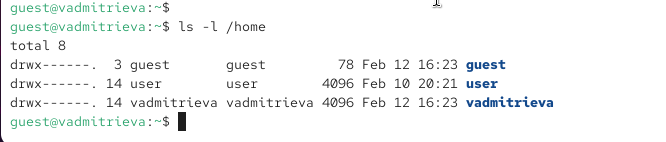 guest@vadmitrieva:~$
guest@vadmitrieva:~$ ls -l /home
total 8
drwx------.  3 guest       guest         78 Feb 12 16:23 guest
drwx------. 14 user        user        4096 Feb 10 20:21 user
drwx------. 14 vadmitrieva vadmitrieva 4096 Feb 12 16:23 vadmitrieva
guest@vadmitrieva:~$